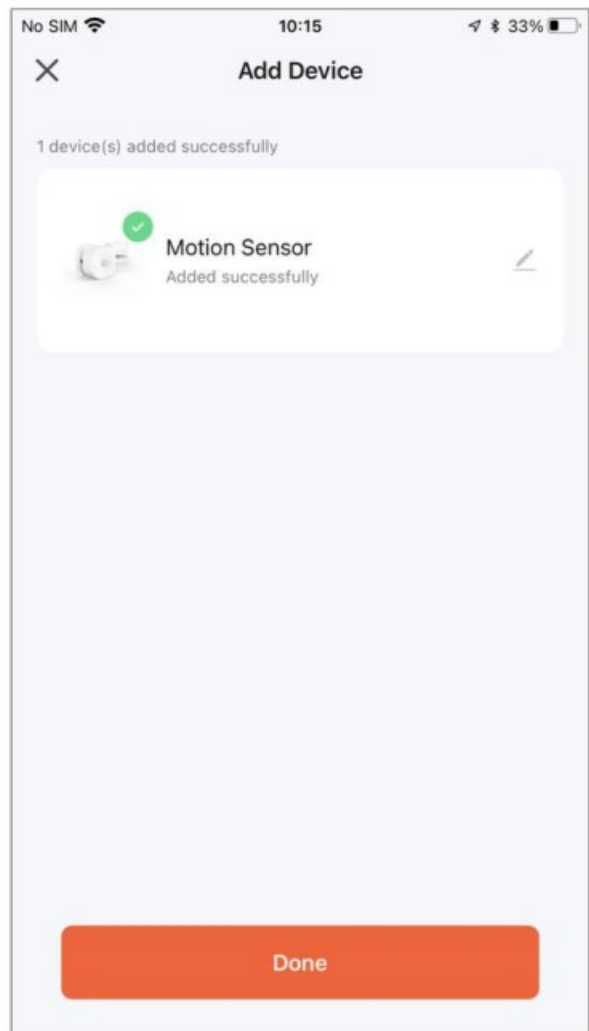 No SIM 10:15 33%
Add Device
1 device(s) added successfully
Motion Sensor
Added successfully
Done